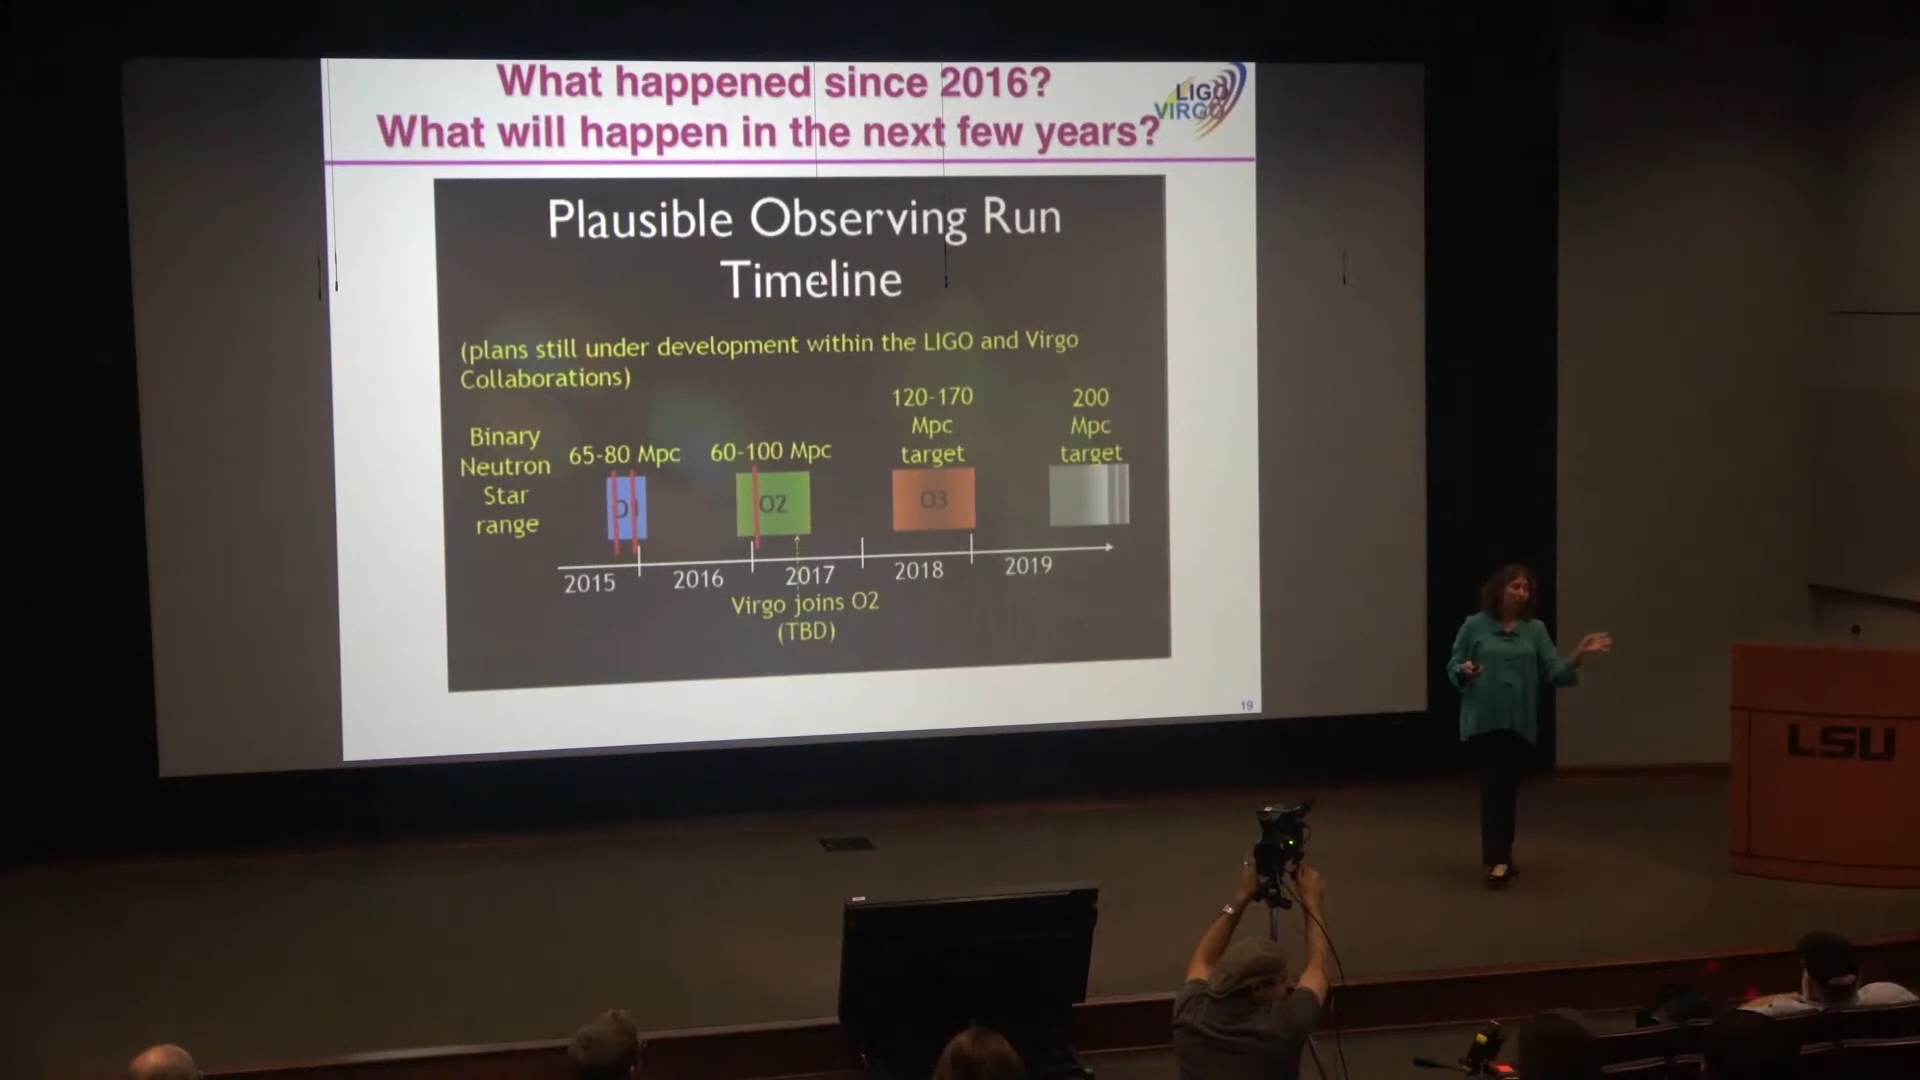 What happened since 2016?
What will happen in the next few years?
LIGO
VIRGO
Plausible Observing Run
Timeline
(plans still under development within the LIGO and Virgo
Collaborations)
Binary
Neutron
Star
range
65-80 Mpc
60-100 Mpc
120-170
Mpc
target
200
Mpc
target
O1
O2
O3
2015
2016
2017
2018
2019
Virgo joins O2
(TBD)
19
LSU